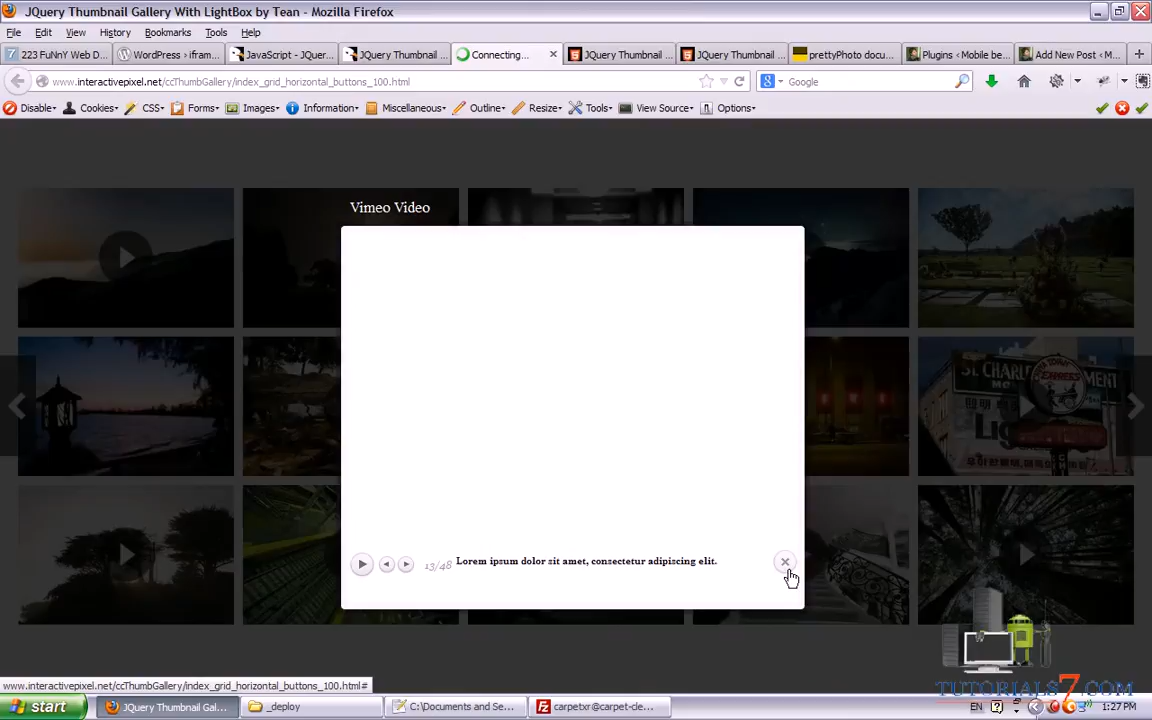 JQuery Thumbnail Gallery With LightBox by Tean - Mozilla Firefox
File Edit View History Bookmarks Tools Help
223 FuNnY Web D... WordPress › ifram... JavaScript - JQuer... JQuery Thumbnail ... Connecting... JQuery Thumbnail ... JQuery Thumbnail ... prettyPhoto docu... Plugins ‹ Mobile be... Add New Post ‹ M...
www.interactivepixel.net/ccThumbGallery/index_grid_horizontal_buttons_100.html Google
Disable Cookies CSS Forms Images Information Miscellaneous Outline Resize Tools View Source Options
Vimeo Video
ST. CHARLES
13/48 Lorem ipsum dolor sit amet, consectetur adipiscing elit.
TUTORIALS7.COM
www.interactivepixel.net/ccThumbGallery/index_grid_horizontal_buttons_100.html#
start JQuery Thumbnail Gal... _deploy C:\Documents and Se... carpetxr@carpet-cle... EN 1:27 PM